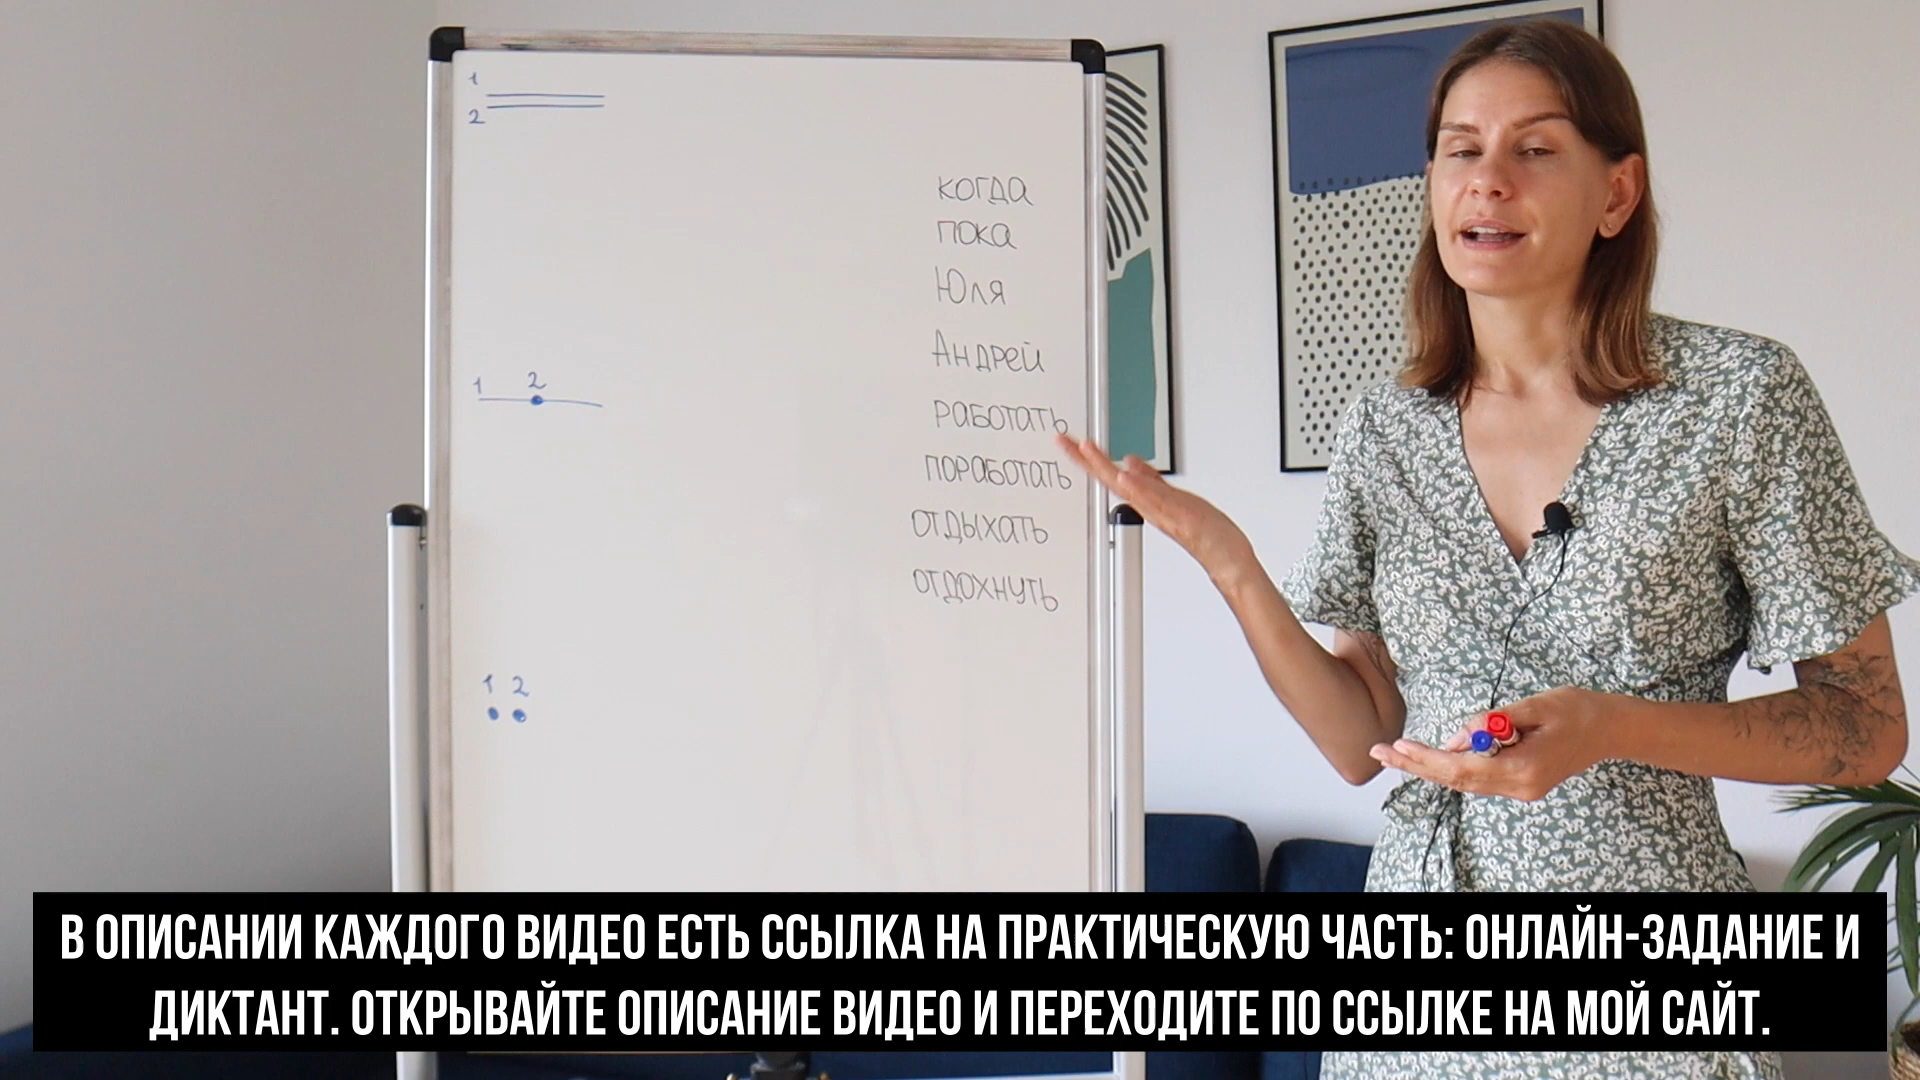 1
2
когда
пока
Юля
Андрей
1 2
работать
поработать
отдыхать
отдохнуть
1 2
В ОПИСАНИИ КАЖДОГО ВИДЕО ЕСТЬ ССЫЛКА НА ПРАКТИЧЕСКУЮ ЧАСТЬ: ОНЛАЙН-ЗАДАНИЕ И
ДИКТАНТ. ОТКРЫВАЙТЕ ОПИСАНИЕ ВИДЕО И ПЕРЕХОДИТЕ ПО ССЫЛКЕ НА МОЙ САЙТ.